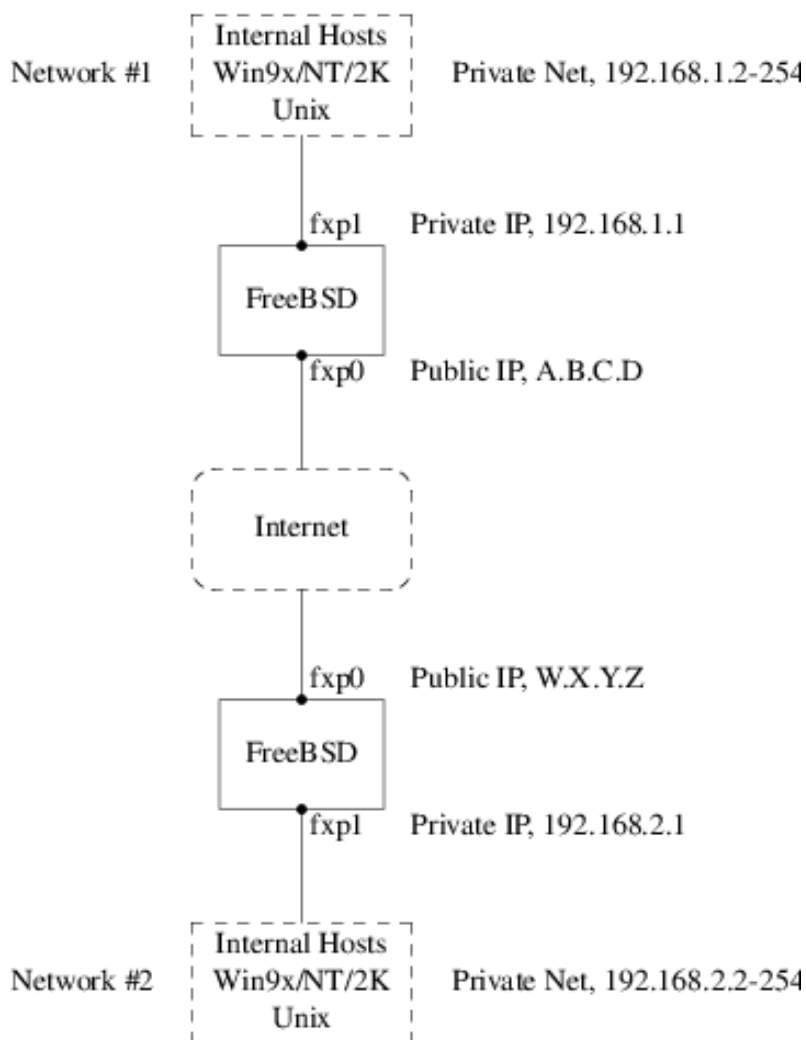 Internal Hosts
Network #1 Win9x/NT/2K Private Net, 192.168.1.2-254
Unix
fxp1 Private IP, 192.168.1.1
FreeBSD
fxp0 Public IP, A.B.C.D
Internet
fxp0 Public IP, W.X.Y.Z
FreeBSD
fxp1 Private IP, 192.168.2.1
Internal Hosts
Network #2 Win9x/NT/2K Private Net, 192.168.2.2-254
Unix